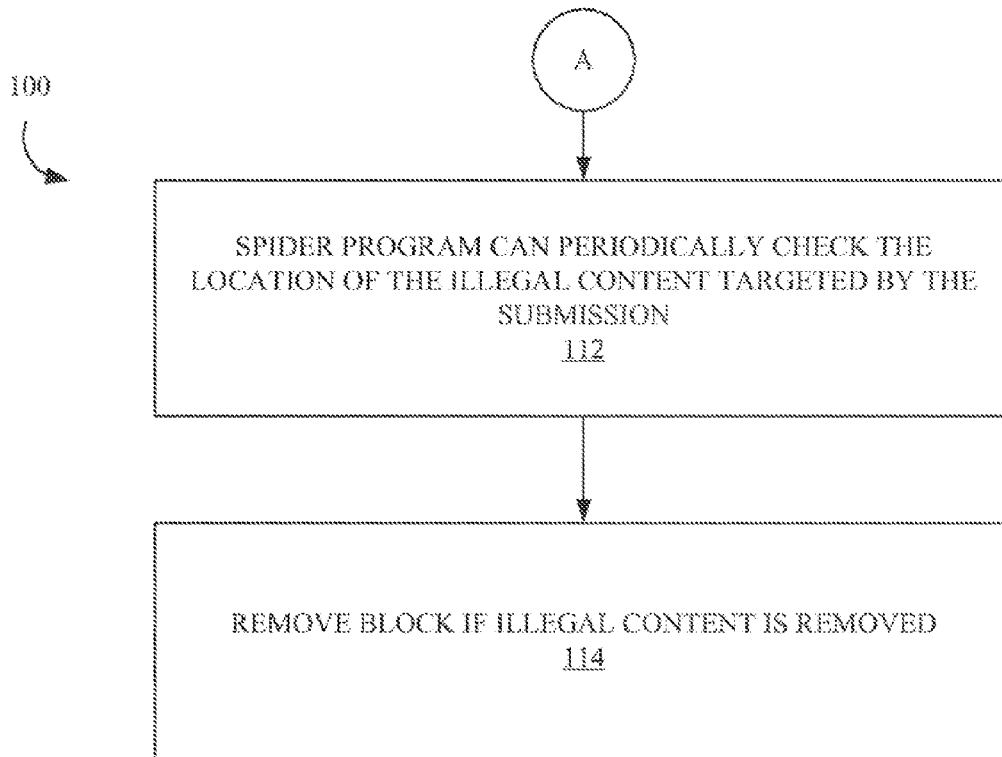 A
100
SPIDER PROGRAM CAN PERIODICALLY CHECK THE
LOCATION OF THE ILLEGAL CONTENT TARGETED BY THE
SUBMISSION
112
REMOVE BLOCK IF ILLEGAL CONTENT IS REMOVED
114